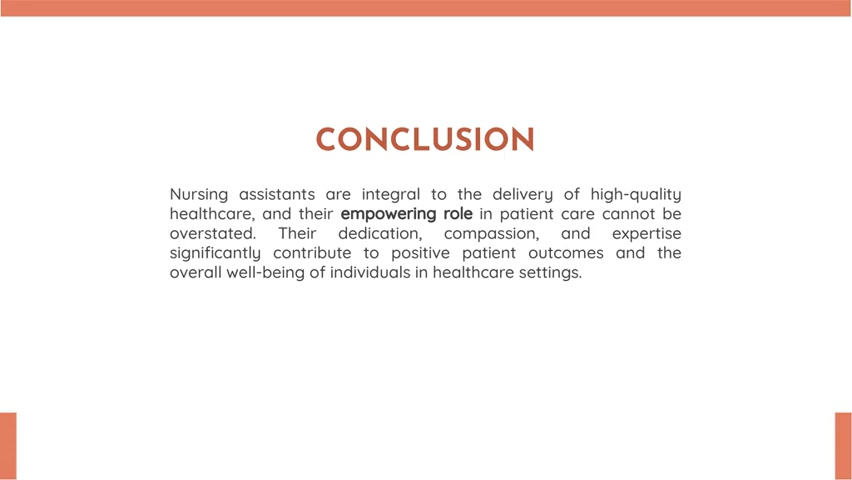 CONCLUSION
Nursing assistants are integral to the delivery of high-quality
healthcare, and their empowering role in patient care cannot be
overstated. Their dedication, compassion, and expertise
significantly contribute to positive patient outcomes and the
overall well-being of individuals in healthcare settings.